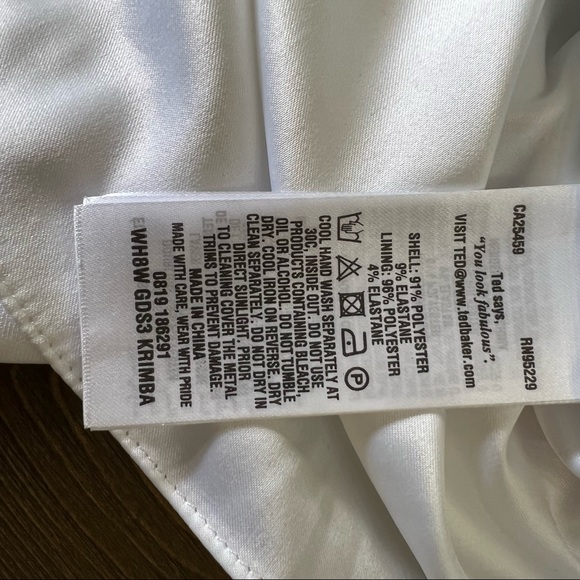 CA25459 RN95229
Ted says,
"You look fabulous".
VISIT TED@www.tedbaker.com
SHELL: 91% POLYESTER
9% ELASTANE
LINING: 96% POLYESTER
4% ELASTANE
P
COOL HAND WASH SEPARATELY AT
30C, INSIDE OUT. DO NOT USE
PRODUCTS CONTAINING BLEACH,
OIL OR ALCOHOL. DO NOT TUMBLE
DRY. COOL IRON ON REVERSE. DRY
CLEAN SEPARATELY. DO NOT DRY IN
DIRECT SUNLIGHT. PRIOR
TO CLEANING COVER THE METAL
TRIMS TO PREVENT DAMAGE.
MADE IN CHINA
MADE WITH CARE, WEAR WITH PRIDE
0819 186291
WH8W GDS3 KRIMBA